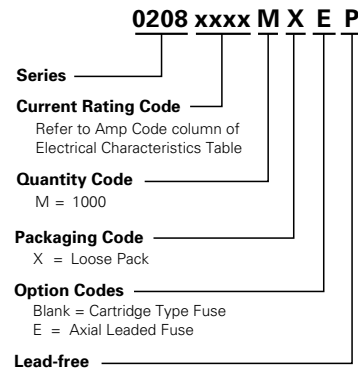 0208 xxxx M X E P
Series
Current Rating Code
Refer to Amp Code column of
Electrical Characteristics Table
Quantity Code
M = 1000
Packaging Code
X = Loose Pack
Option Codes
Blank = Cartridge Type Fuse
E = Axial Leaded Fuse
Lead-free